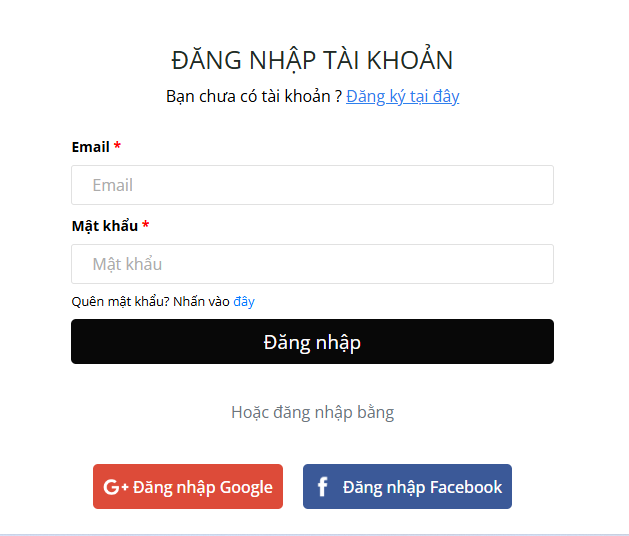 ĐĂNG NHẬP TÀI KHOẢN
Bạn chưa có tài khoản ? Đăng ký tại đây
Email *
Email
Mật khẩu *
Mật khẩu
Quên mật khẩu? Nhấn vào đây
Đăng nhập
Hoặc đăng nhập bằng
G+ Đăng nhập Google
f Đăng nhập Facebook